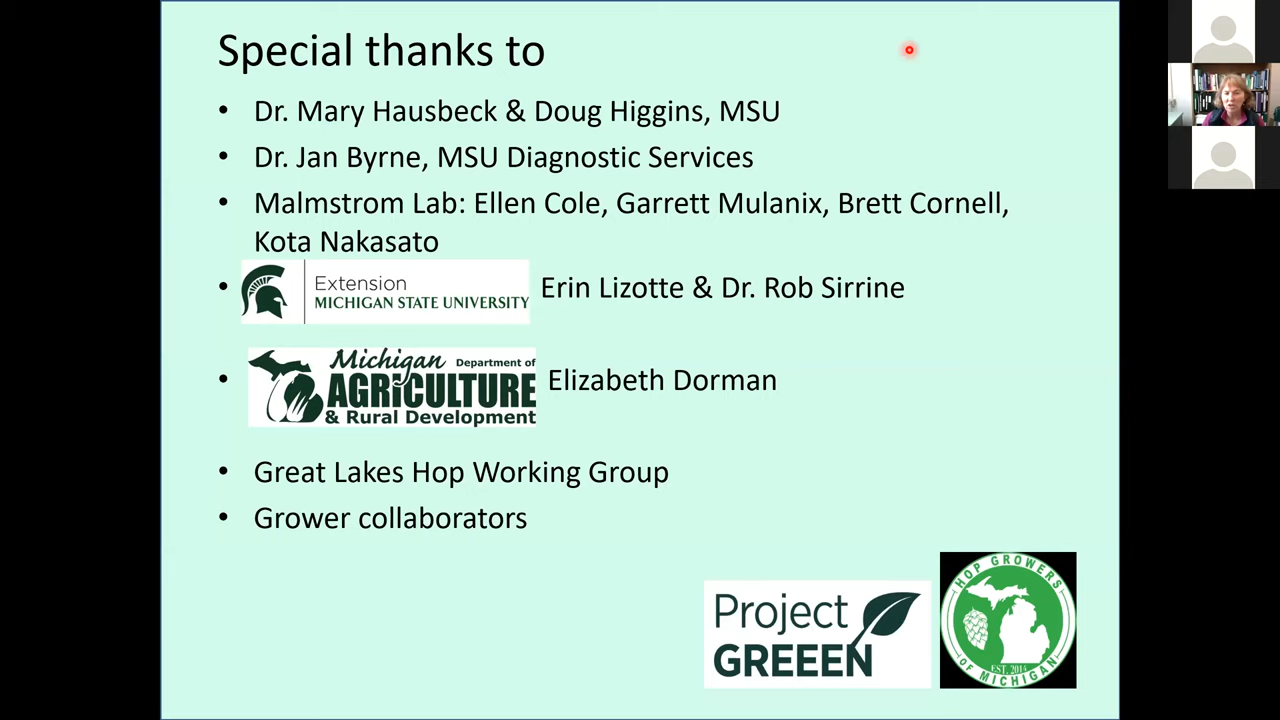 Special thanks to
• Dr. Mary Hausbeck & Doug Higgins, MSU
• Dr. Jan Byrne, MSU Diagnostic Services
• Malmstrom Lab: Ellen Cole, Garrett Mulanix, Brett Cornell,
Kota Nakasato
• Extension
MICHIGAN STATE UNIVERSITY
Erin Lizotte & Dr. Rob Sirrine
• Michigan Department of
AGRICULTURE
& Rural Development
Elizabeth Dorman
• Great Lakes Hop Working Group
• Grower collaborators
Project
GREEEN
HOP GROWERS
EST. 2014
OF MICHIGAN